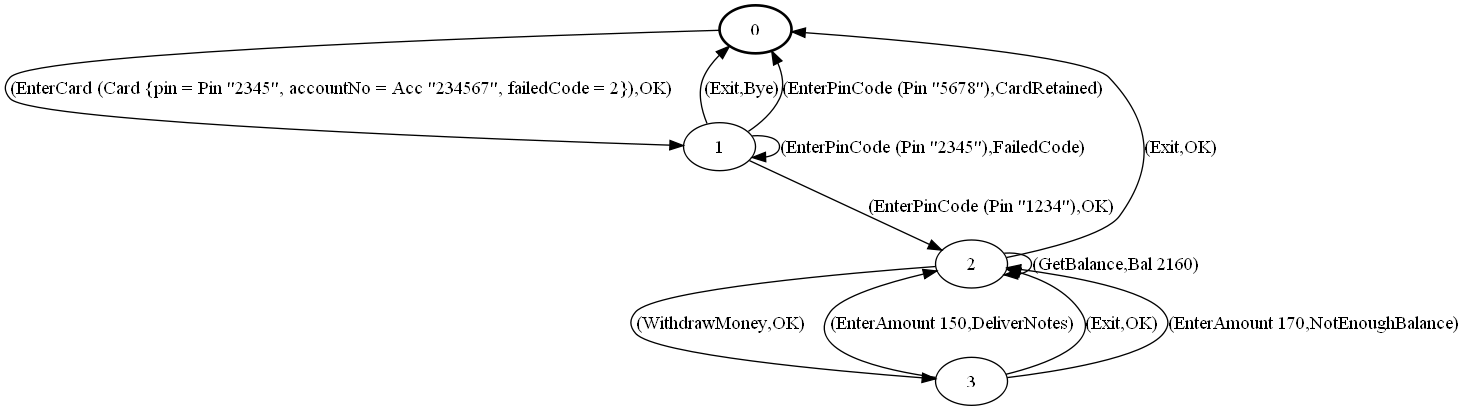 0
(EnterCard (Card {pin = Pin "2345", accountNo = Acc "234567", failedCode = 2}),OK)
(Exit,Bye)
(EnterPinCode (Pin "5678"),CardRetained)
1
(EnterPinCode (Pin "2345"),FailedCode)
(Exit,OK)
(EnterPinCode (Pin "1234"),OK)
2
(GetBalance,Bal 2160)
(WithdrawMoney,OK)
(EnterAmount 150,DeliverNotes)
(Exit,OK)
(EnterAmount 170,NotEnoughBalance)
3